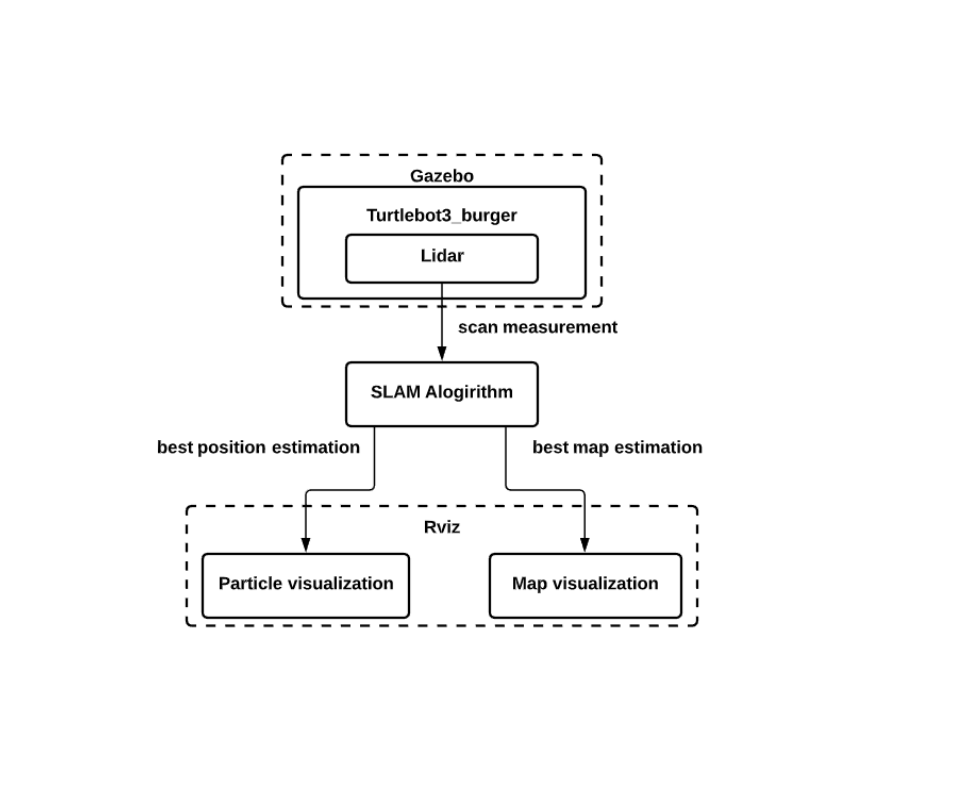 Gazebo
Turtlebot3_burger
Lidar
scan measurement
SLAM Alogirithm
best position estimation
best map estimation
Rviz
Particle visualization
Map visualization